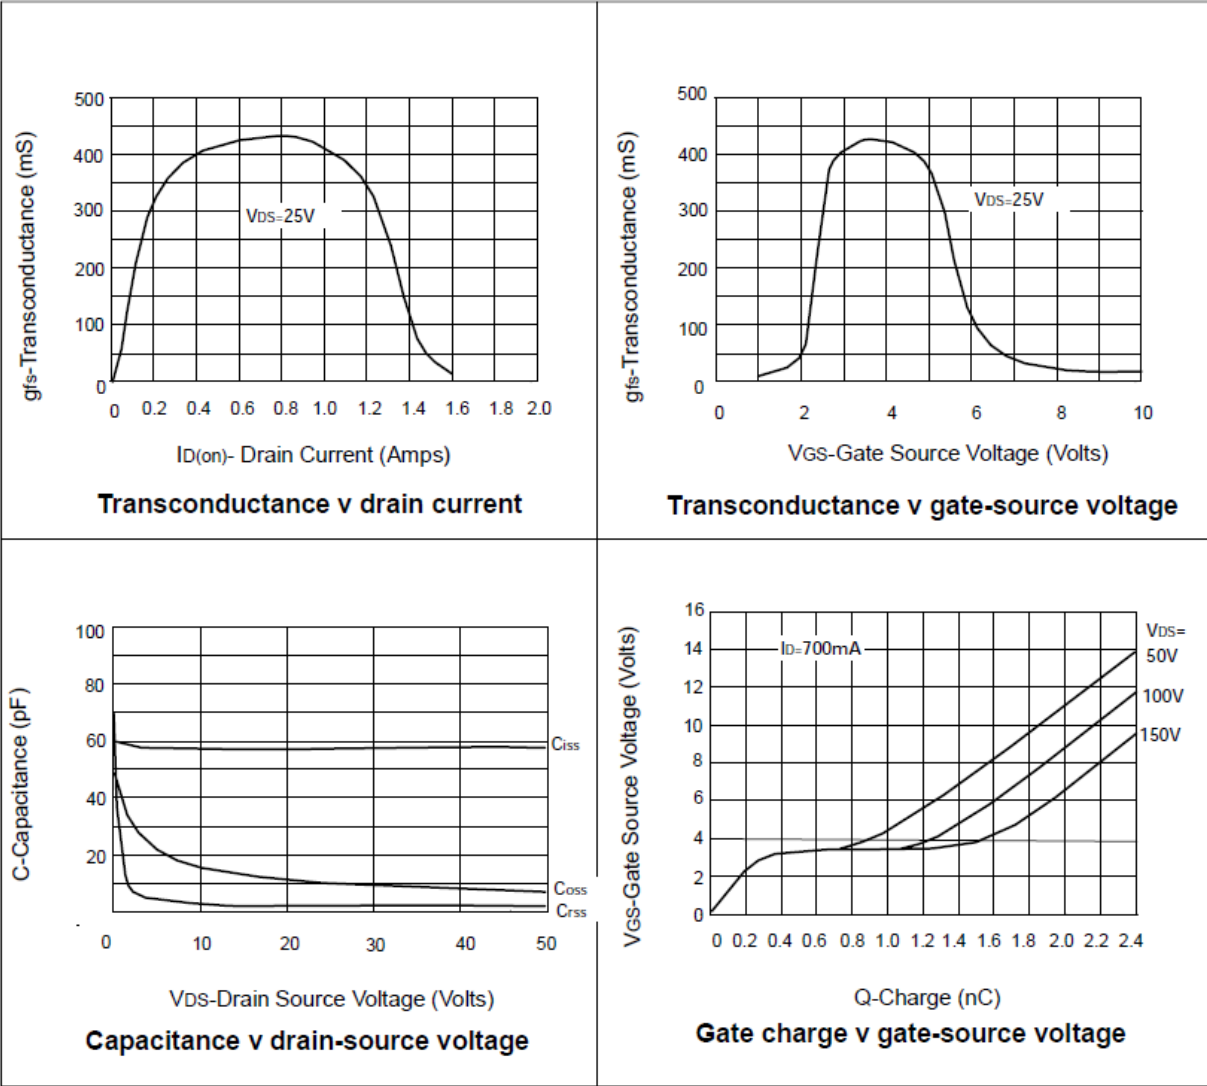 500
400
300
200
100
0
gfs-Transconductance (mS)
VDS=25V
0 0.2 0.4 0.6 0.8 1.0 1.2 1.4 1.6 1.8 2.0
ID(on)- Drain Current (Amps)
Transconductance v drain current
500
400
300
200
100
0
gfs-Transconductance (mS)
VDS=25V
0 2 4 6 8 10
VGS-Gate Source Voltage (Volts)
Transconductance v gate-source voltage
100
80
60
40
20
C-Capacitance (pF)
Ciss
Coss
Crss
0 10 20 30 40 50
VDS-Drain Source Voltage (Volts)
Capacitance v drain-source voltage
16
14
12
10
8
6
4
2
0
VGS-Gate Source Voltage (Volts)
ID=700mA
VDS=
50V
100V
150V
0 0.2 0.4 0.6 0.8 1.0 1.2 1.4 1.6 1.8 2.0 2.2 2.4
Q-Charge (nC)
Gate charge v gate-source voltage